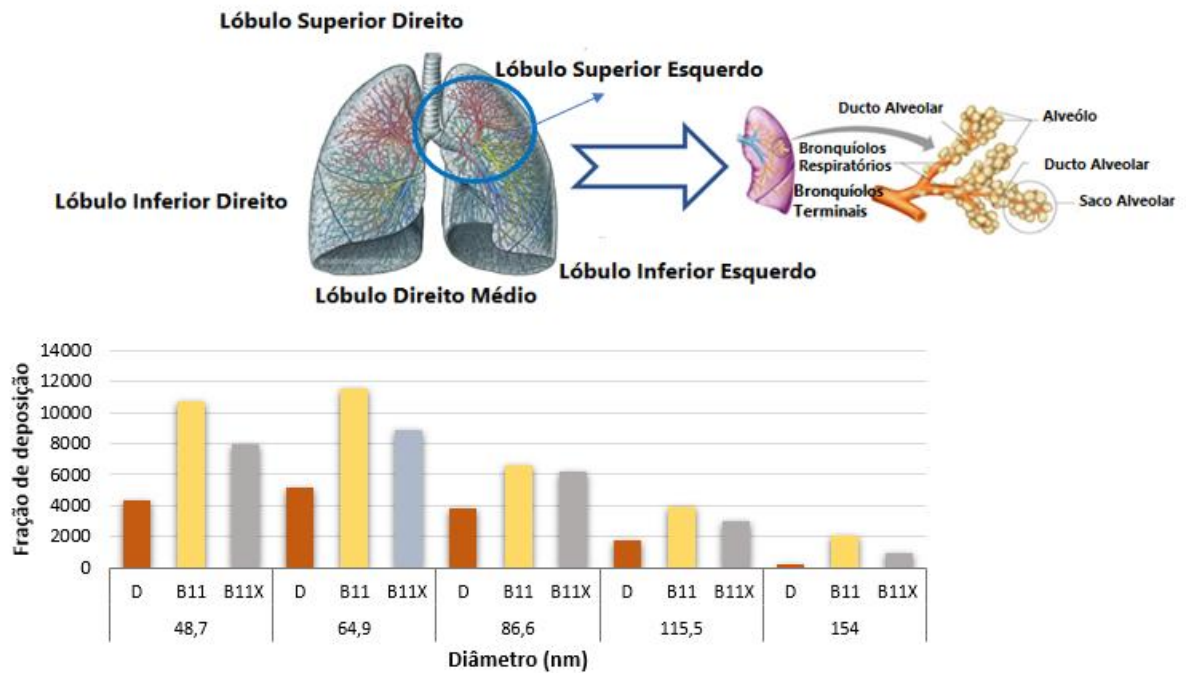 Lóbulo Superior Direito
Lóbulo Superior Esquerdo
Lóbulo Inferior Direito
Lóbulo Inferior Esquerdo
Lóbulo Direito Médio
Ducto Alveolar
Alveólo
Bronquíolos
Respiratórios
Ducto Alveolar
Bronquíolos
Terminais
Saco Alveolar
Fração de deposição
14000
12000
10000
8000
6000
4000
2000
0
D B11 B11X D B11 B11X D B11 B11X D B11 B11X D B11 B11X
48,7 64,9 86,6 115,5 154
Diâmetro (nm)